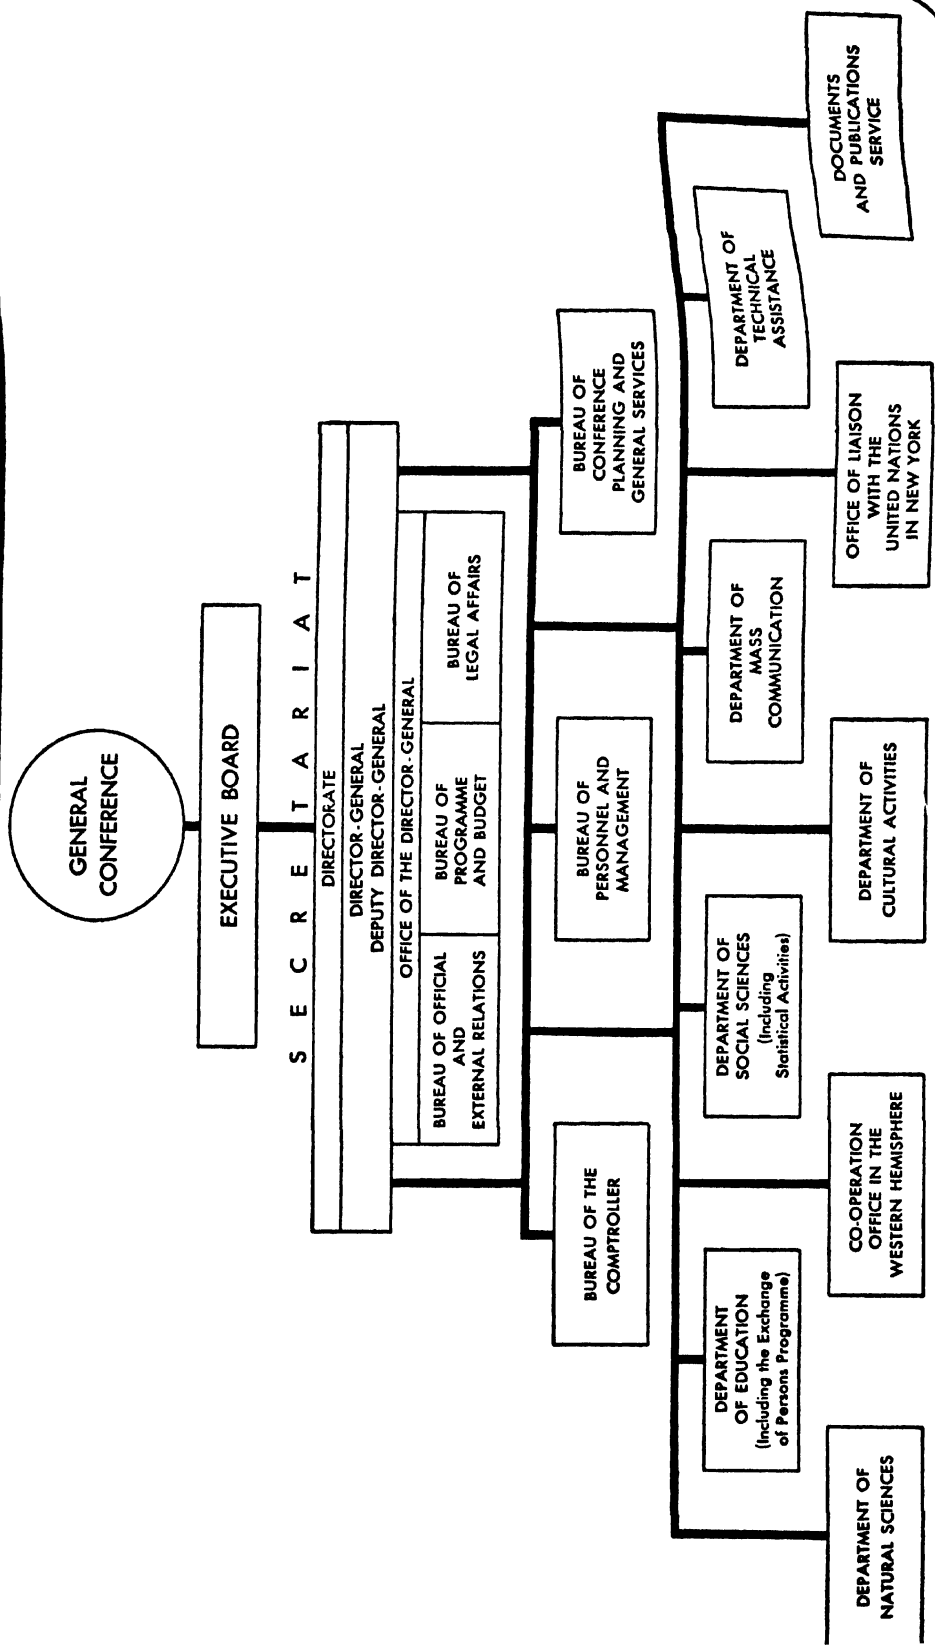 GENERAL
CONFERENCE
EXECUTIVE BOARD
SECRETARIAT
DIRECTORATE
DIRECTOR-GENERAL
DEPUTY DIRECTOR-GENERAL
OFFICE OF THE DIRECTOR-GENERAL
BUREAU OF OFFICIAL
AND
EXTERNAL RELATIONS
BUREAU OF
PROGRAMME
AND BUDGET
BUREAU OF
LEGAL AFFAIRS
BUREAU OF THE
COMPTROLLER
BUREAU OF
PERSONNEL AND
MANAGEMENT
BUREAU OF
CONFERENCE
PLANNING AND
GENERAL SERVICES
DEPARTMENT
OF EDUCATION
(Including the Exchange
of Persons Programme)
DEPARTMENT OF
SOCIAL SCIENCES
(Including
Statistical Activities)
DEPARTMENT OF
MASS
COMMUNICATION
DEPARTMENT OF
TECHNICAL
ASSISTANCE
DEPARTMENT OF
NATURAL SCIENCES
CO-OPERATION
OFFICE IN THE
WESTERN HEMISPHERE
DEPARTMENT OF
CULTURAL ACTIVITIES
OFFICE OF LIAISON
WITH THE
UNITED NATIONS
IN NEW YORK
DOCUMENTS
AND PUBLICATIONS
SERVICE